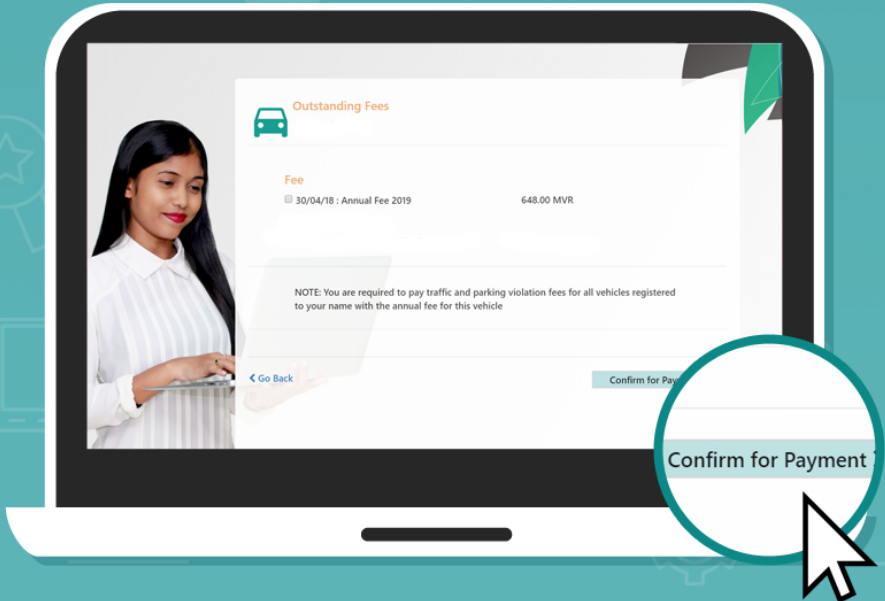 Outstanding Fees
Fee
30/04/18 : Annual Fee 2019 648.00 MVR
NOTE: You are required to pay traffic and parking violation fees for all vehicles registered
to your name with the annual fee for this vehicle
Go Back
Confirm for Pay
Confirm for Payment